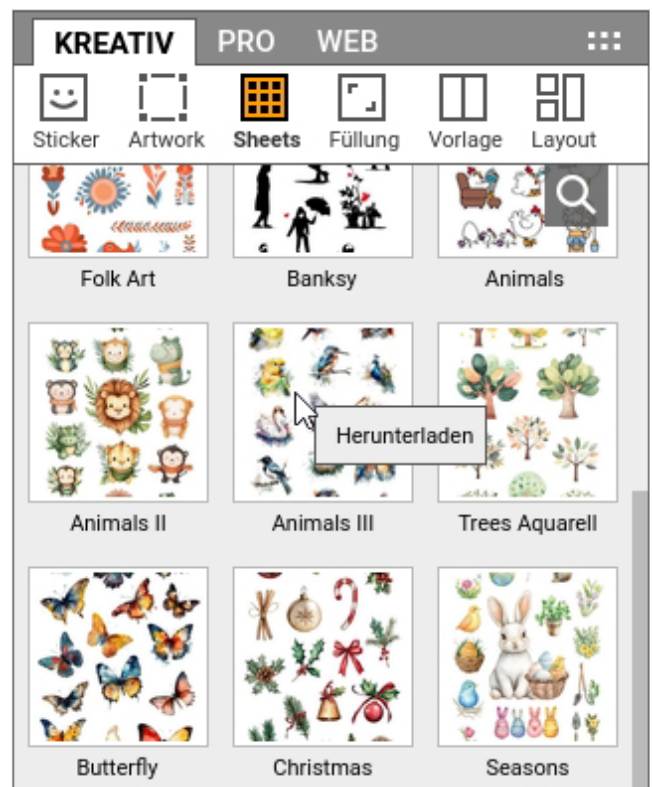 KREATIV PRO WEB
Sticker Artwork Sheets Füllung Vorlage Layout
Folk Art Banksy Animals
Herunterladen
Animals II Animals III Trees Aquarell
Butterfly Christmas Seasons